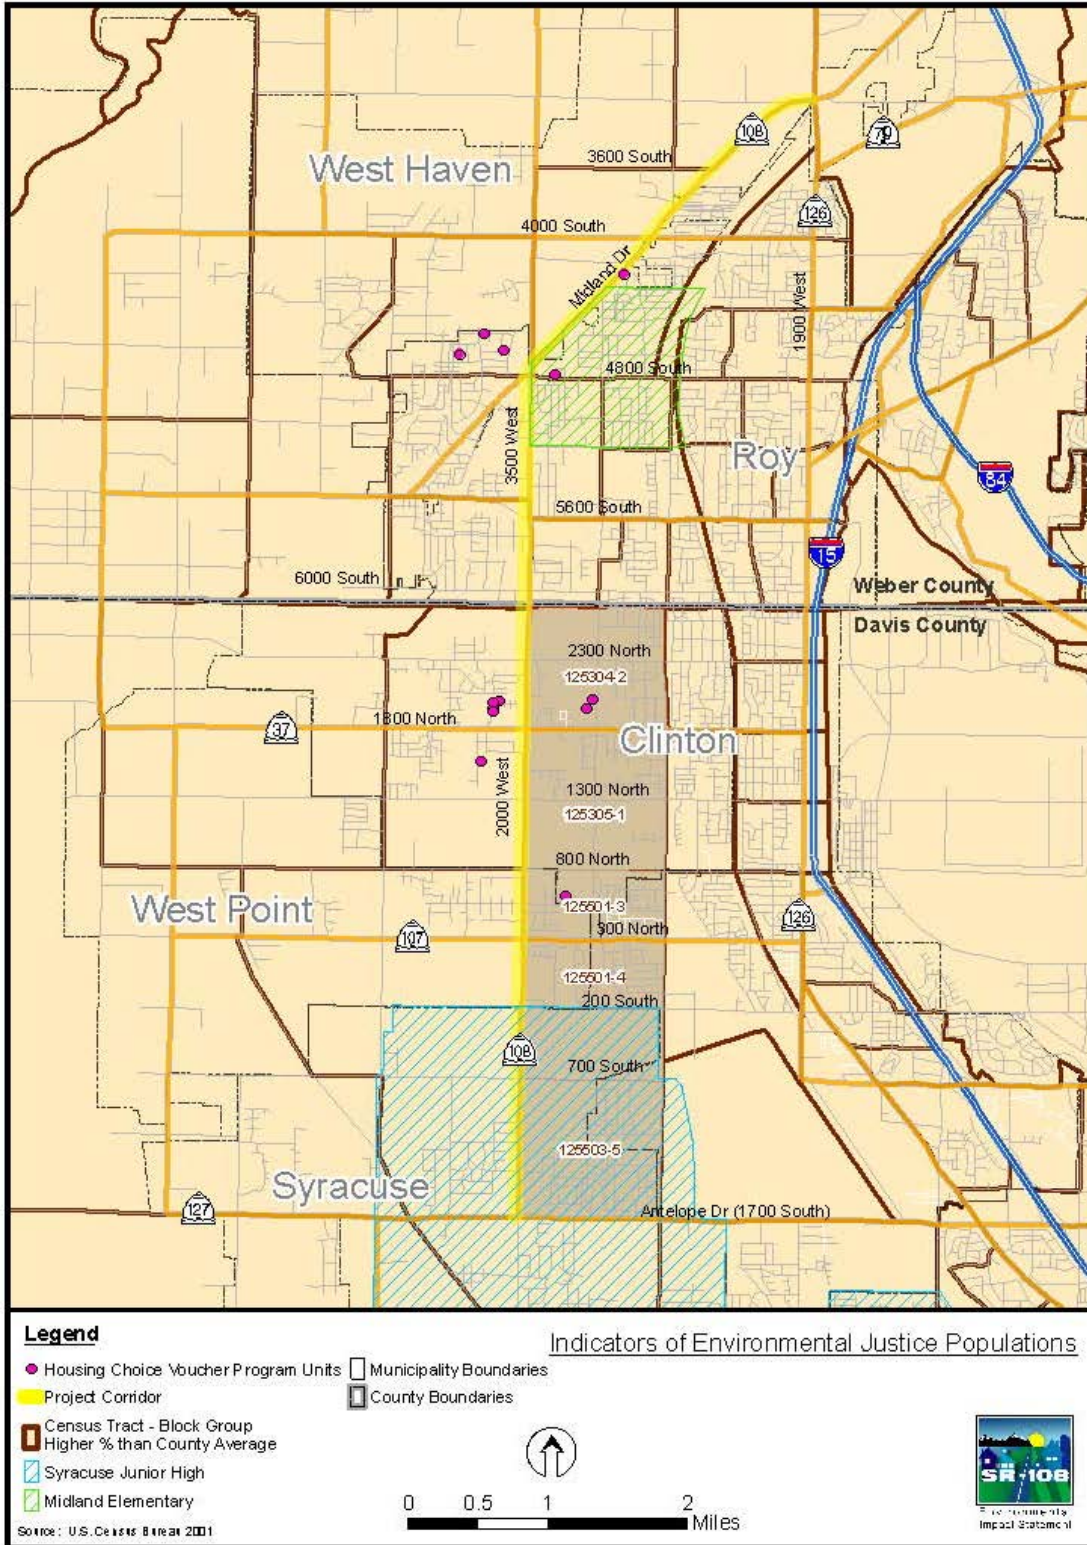 108
79
3600 South
West Haven
126
4000 South
Midland Dr
1900 West
4800 South
3500 West
Roy
84
5600 South
15
6000 South
Weber County
Davis County
2300 North
125304-2
1800 North
37
Clinton
2000 West
1300 North
125305-1
800 North
West Point
125501-3
126
107
300 North
125501-4
200 South
108
700 South
125503-5
Syracuse
127
Antelope Dr (1700 South)
Legend
Indicators of Environmental Justice Populations
Housing Choice Voucher Program Units
Municipality Boundaries
Project Corridor
County Boundaries
Census Tract - Block Group
Higher % than County Average
Syracuse Junior High
Midland Elementary
0 0.5 1 2
Miles
Source: U.S. Census Bureau 2001
SR-108
Environmental
Impact Statement